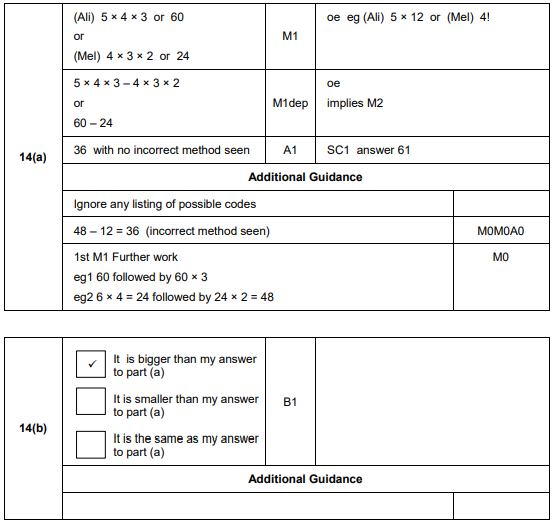 (Ali) 5 × 4 × 3 or 60
or
(Mel) 4 × 3 × 2 or 24
M1
oe eg (Ali) 5 × 12 or (Mel) 4!
5 × 4 × 3 – 4 × 3 × 2
or
60 – 24
M1dep
oe
implies M2
14(a)
36 with no incorrect method seen
A1
SC1 answer 61
Additional Guidance
Ignore any listing of possible codes
48 – 12 = 36 (incorrect method seen)
M0M0A0
1st M1 Further work
M0
eg1 60 followed by 60 × 3
eg2 6 × 4 = 24 followed by 24 × 2 = 48
14(b)
✓
It is bigger than my answer
to part (a)
It is smaller than my answer
to part (a)
It is the same as my answer
to part (a)
B1
Additional Guidance